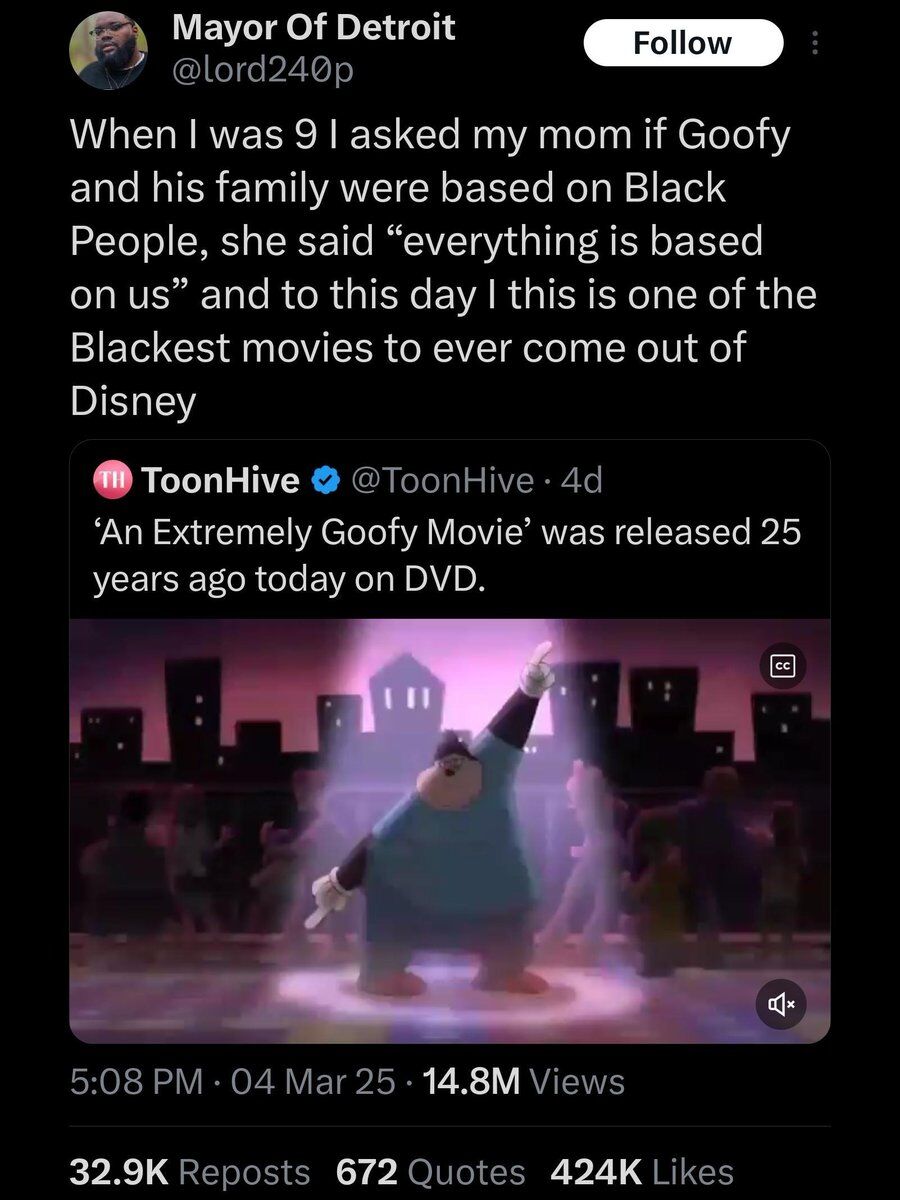 Mayor Of Detroit
@lord240p
Follow
When I was 9 I asked my mom if Goofy
and his family were based on Black
People, she said “everything is based
on us” and to this day I this is one of the
Blackest movies to ever come out of
Disney
TH ToonHive @ToonHive · 4d
‘An Extremely Goofy Movie’ was released 25
years ago today on DVD.
CC
5:08 PM · 04 Mar 25 · 14.8M Views
32.9K Reposts 672 Quotes 424K Likes